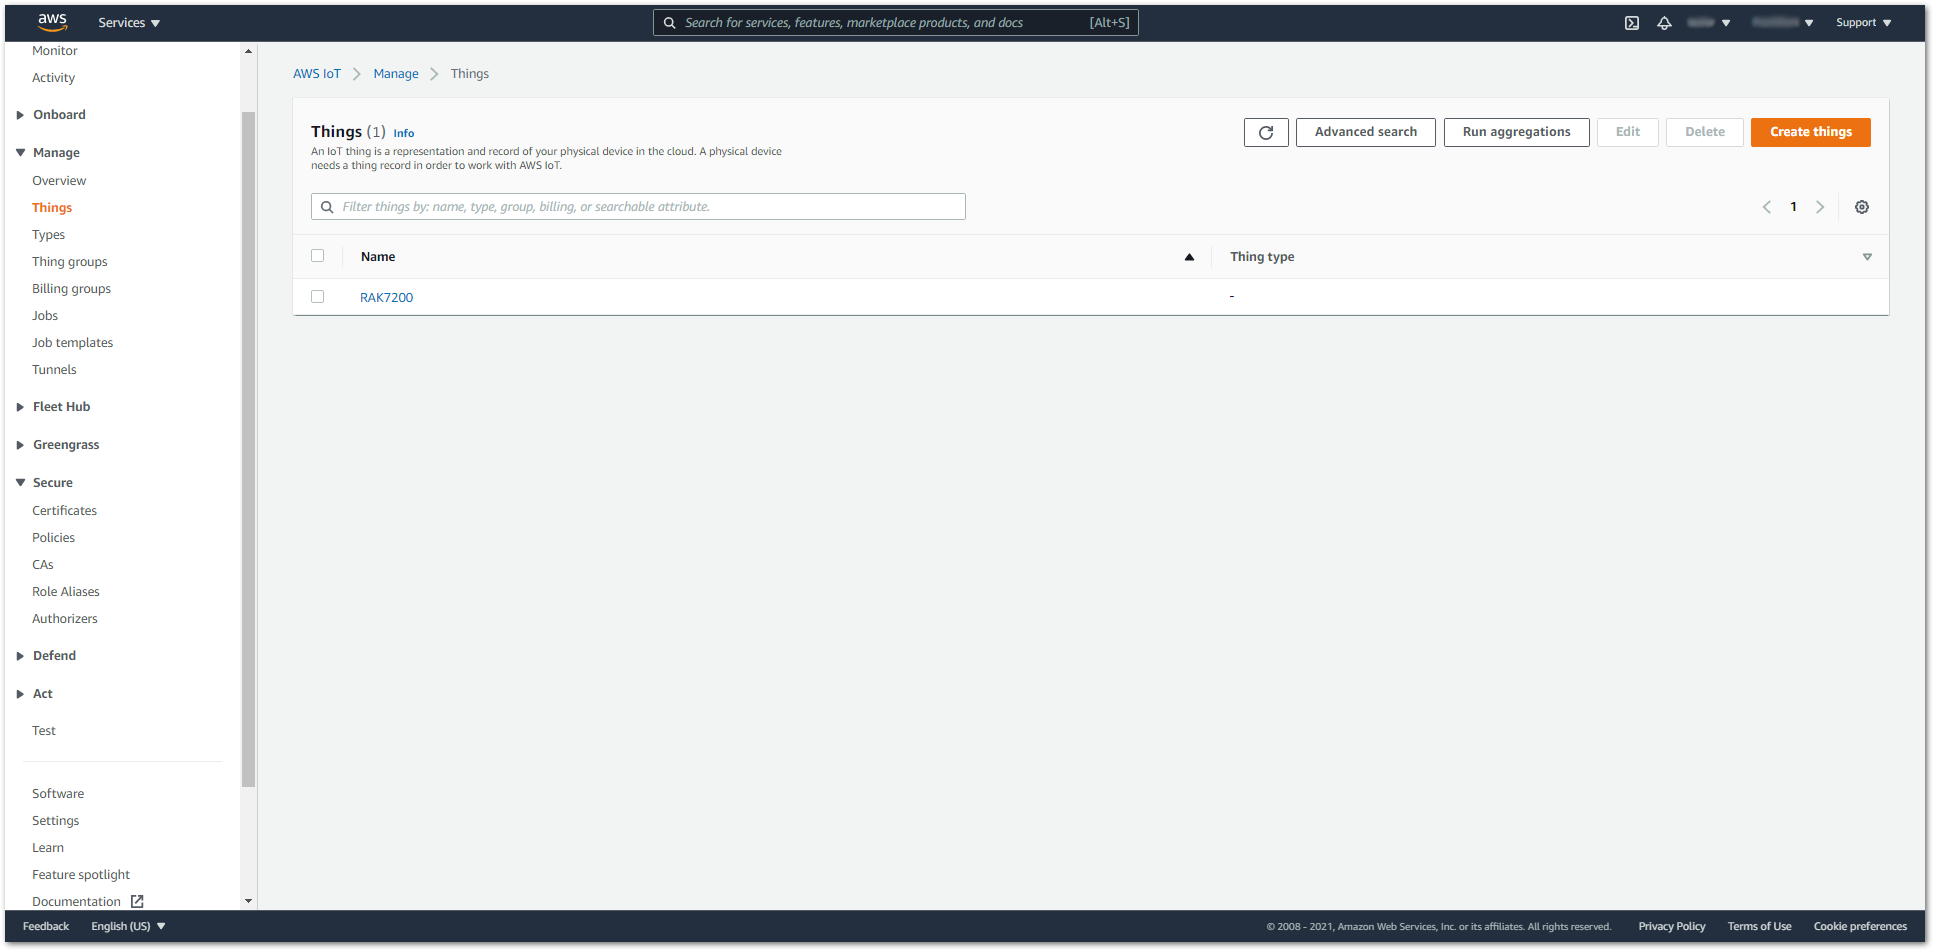 aws
Services
Search for services, features, marketplace products, and docs [Alt+S]
Support
Monitor
Activity
Onboard
Manage
Overview
Things
Types
Thing groups
Billing groups
Jobs
Job templates
Tunnels
Fleet Hub
Greengrass
Secure
Certificates
Policies
CAs
Role Aliases
Authorizers
Defend
Act
Test
Software
Settings
Learn
Feature spotlight
Documentation
AWS IoT Manage Things
Things (1) Info
An IoT thing is a representation and record of your physical device in the cloud. A physical device
needs a thing record in order to work with AWS IoT.
Advanced search Run aggregations Edit Delete Create things
Filter things by: name, type, group, billing, or searchable attribute.
1
Name Thing type
RAK7200 -
Feedback English (US)
© 2008 - 2021, Amazon Web Services, Inc. or its affiliates. All rights reserved. Privacy Policy Terms of Use Cookie preferences